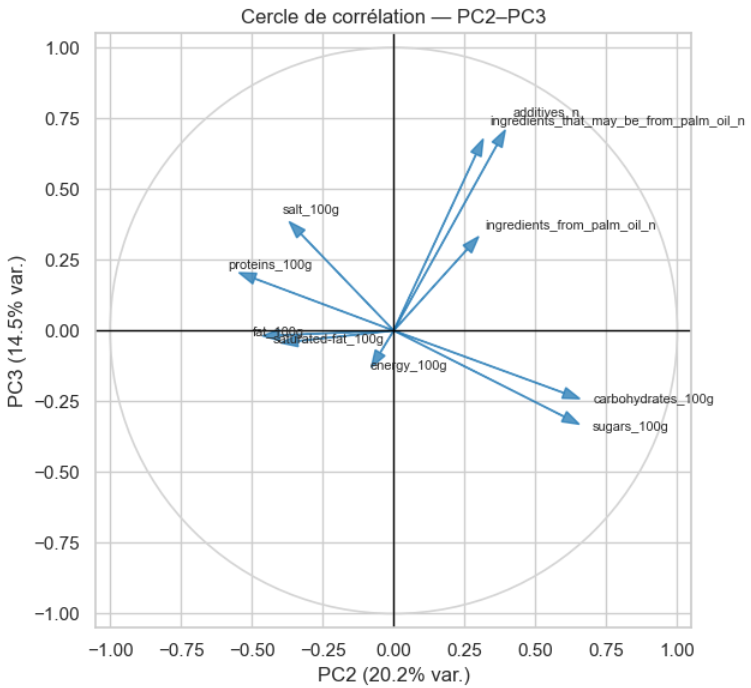 Cercle de corrélation — PC2–PC3
1.00
0.75
additives_n
ingredients_that_may_be_from_palm_oil_n
0.50
salt_100g
ingredients_from_palm_oil_n
0.25
proteins_100g
0.00
fat_100g
saturated-fat_100g
energy_100g
−0.25
carbohydrates_100g
sugars_100g
−0.50
−0.75
−1.00
PC3 (14.5% var.)
−1.00 −0.75 −0.50 −0.25 0.00 0.25 0.50 0.75 1.00
PC2 (20.2% var.)